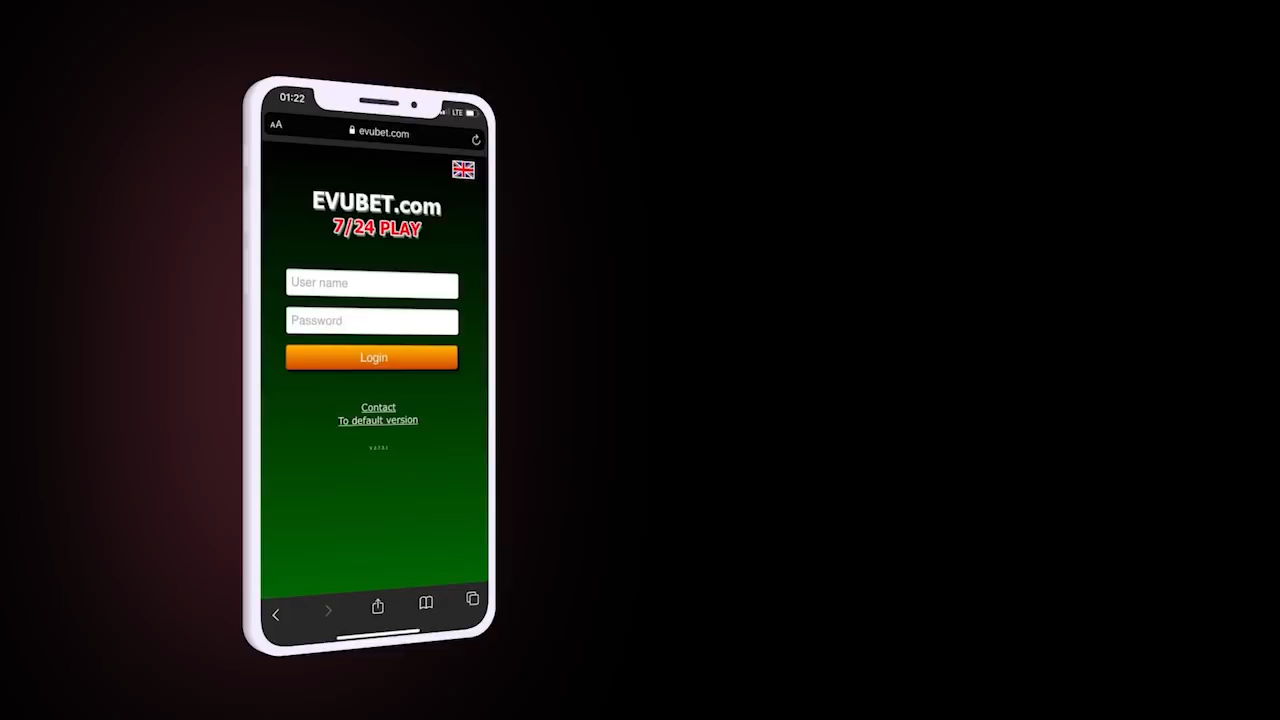 01:22
LTE
AA
evubet.com
EVUBET.com
7/24 PLAY
User name
Password
Login
Contact
To default version